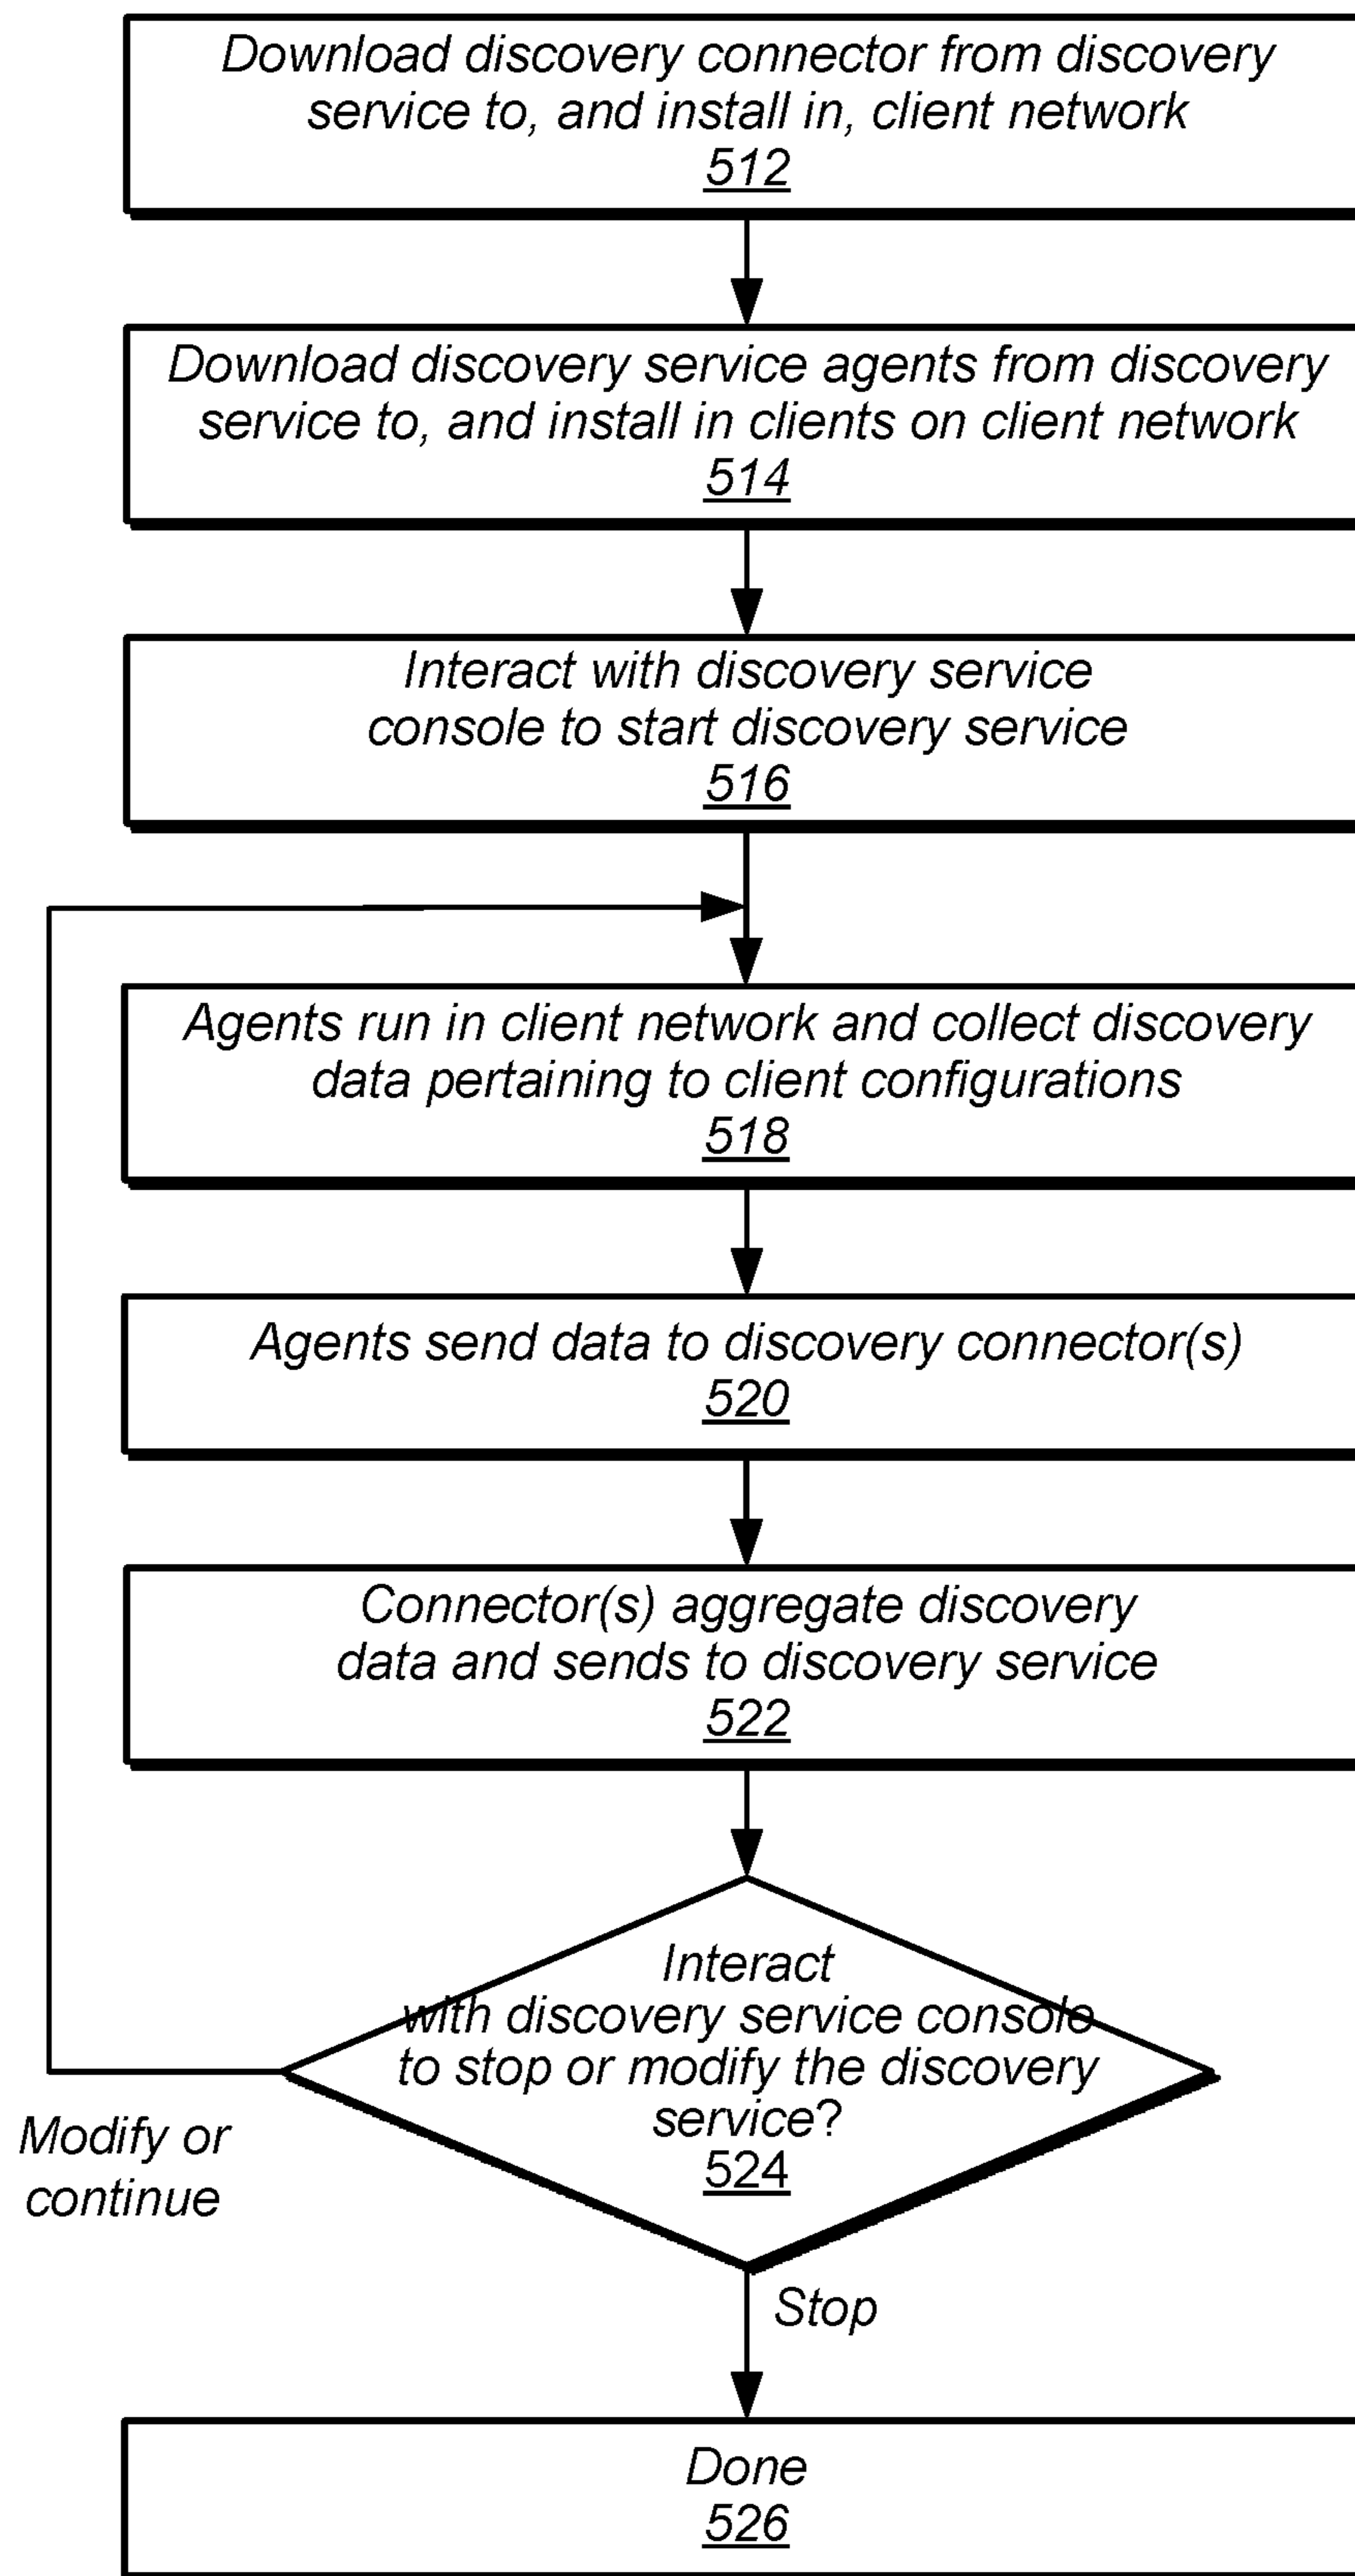 Download discovery connector from discovery
service to, and install in, client network
512
Download discovery service agents from discovery
service to, and install in clients on client network
514
Interact with discovery service
console to start discovery service
516
Agents run in client network and collect discovery
data pertaining to client configurations
518
Agents send data to discovery connector(s)
520
Connector(s) aggregate discovery
data and sends to discovery service
522
Interact
with discovery service console
to stop or modify the discovery
service?
524
Modify or
continue
Stop
Done
526